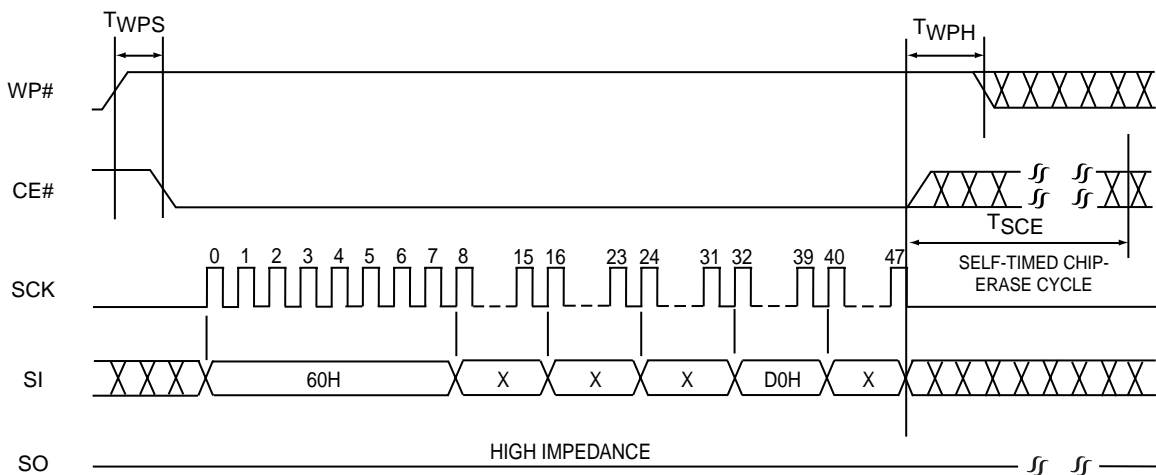 TWPS
TWPH
WP#
CE#
TSCE
SELF-TIMED CHIP-
ERASE CYCLE
0 1 2 3 4 5 6 7 8 15 16 23 24 31 32 39 40 47
SCK
SI 60H X X X D0H X
SO HIGH IMPEDANCE